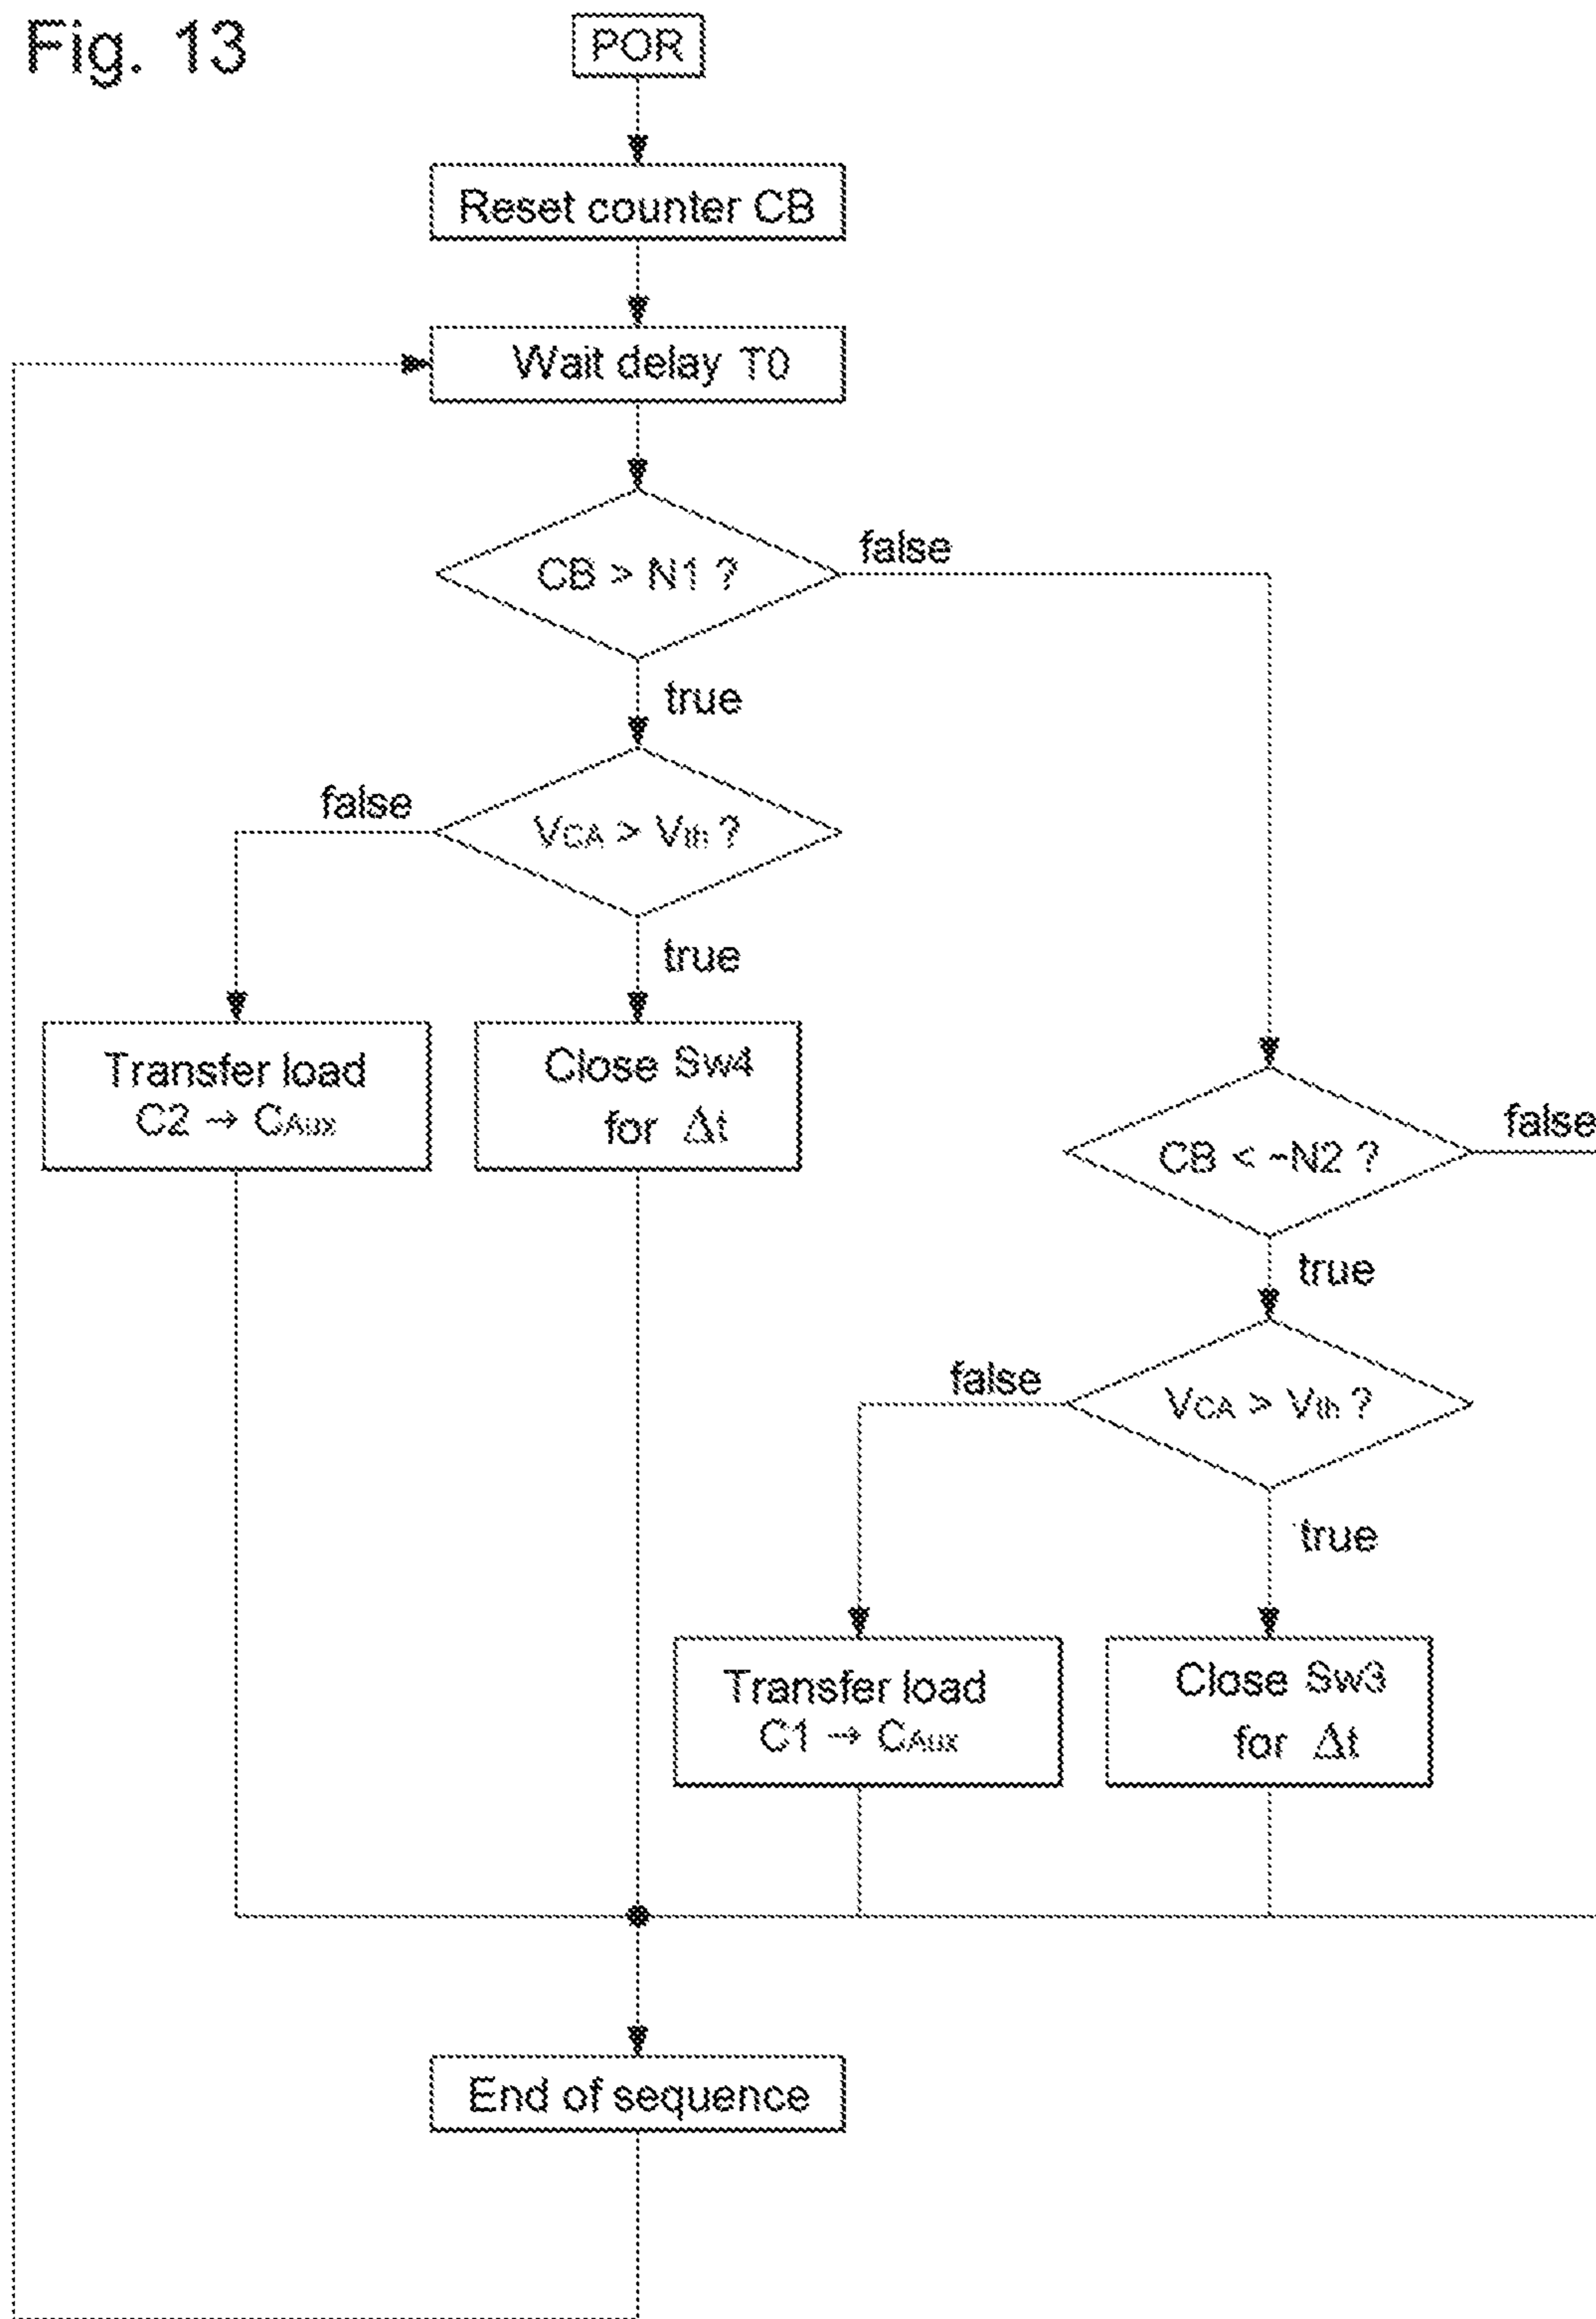 Fig. 13
POR
Reset counter CB
Wait delay T0
CB > N1 ?
false
true
VCA > Vth ?
false
true
Transfer load
C2 → CAux
Close Sw4
for Δt
CB < -N2 ?
false
true
VCA > Vth ?
false
true
Transfer load
C1 → CAux
Close Sw3
for Δt
End of sequence